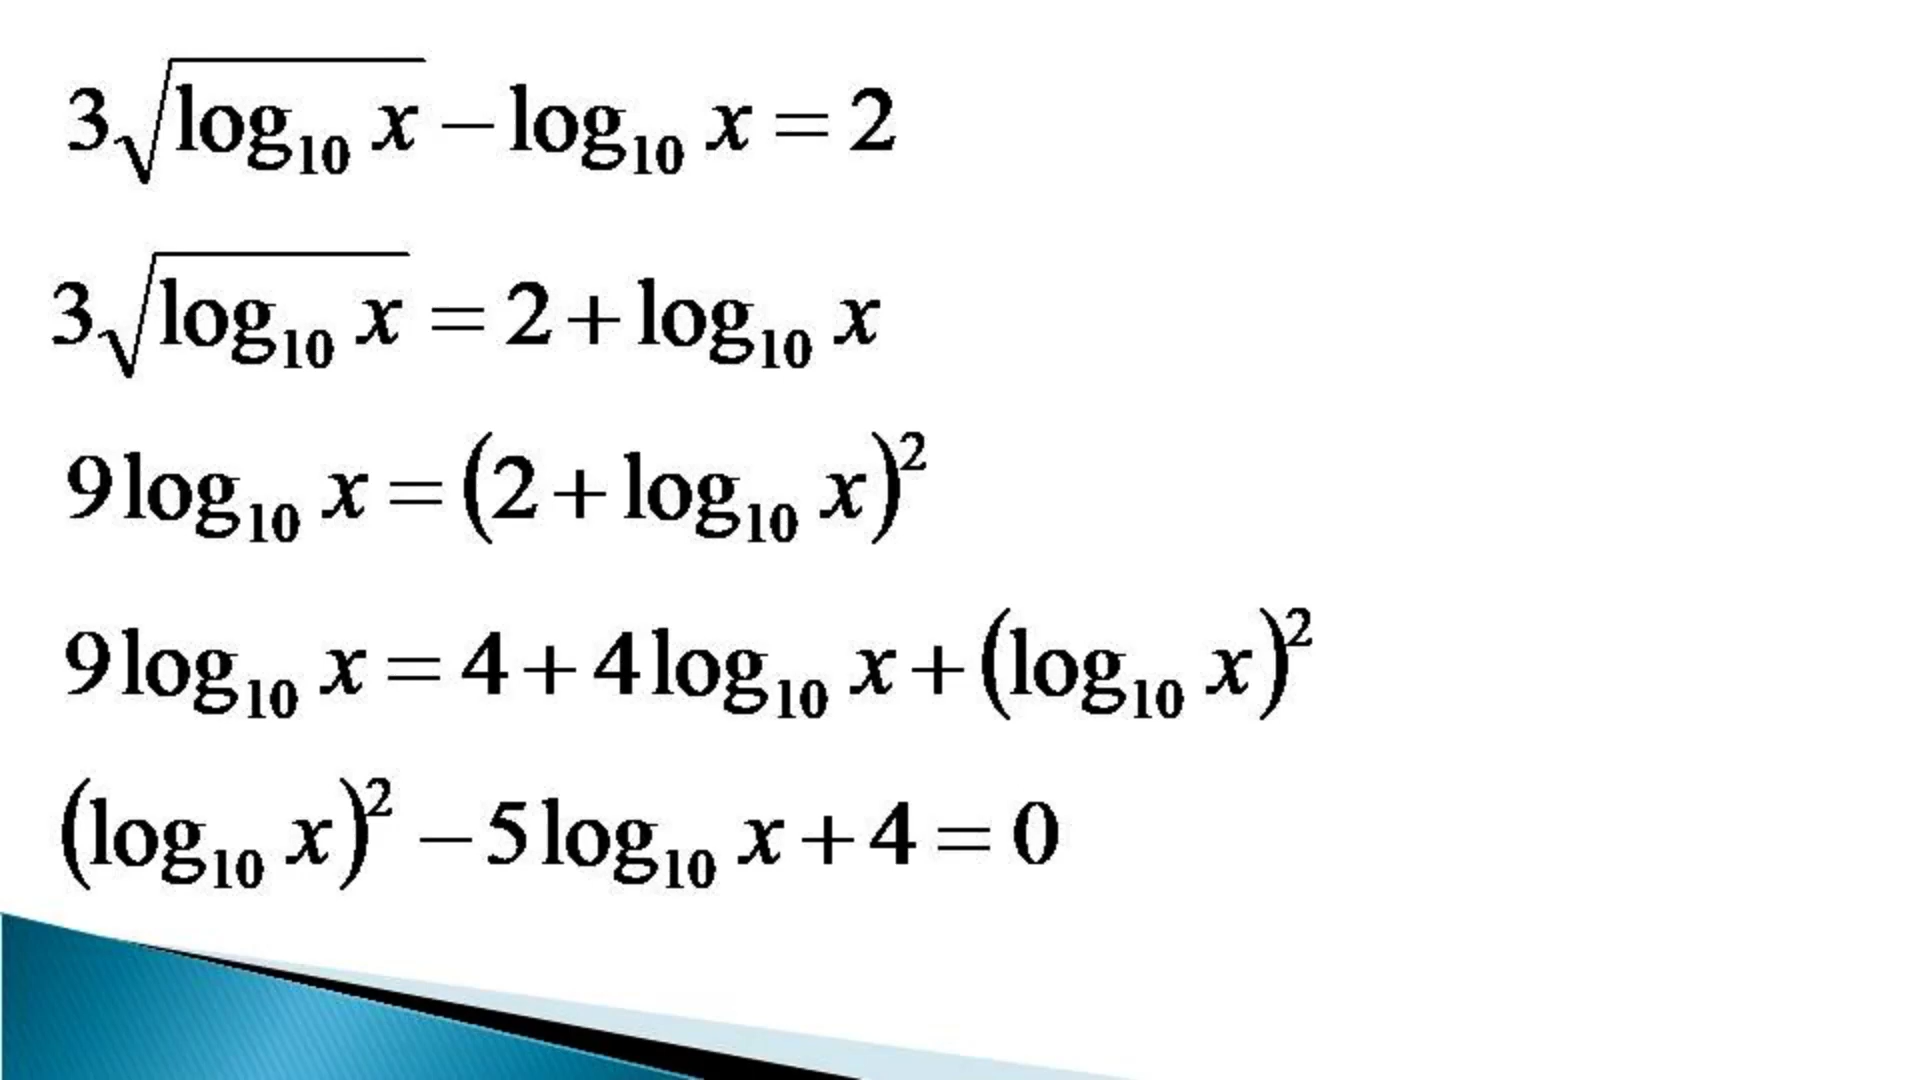 3√log₁₀ x − log₁₀ x = 2
3√log₁₀ x = 2 + log₁₀ x
9 log₁₀ x = (2 + log₁₀ x)²
9 log₁₀ x = 4 + 4 log₁₀ x + (log₁₀ x)²
(log₁₀ x)² − 5 log₁₀ x + 4 = 0